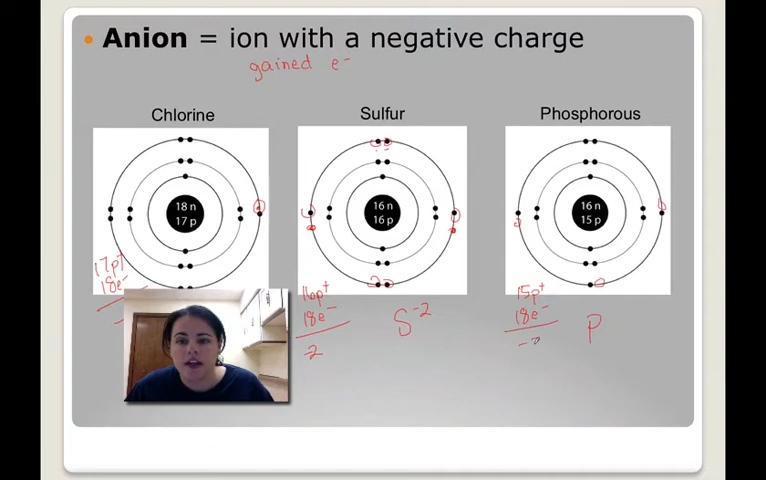 Anion = ion with a negative charge
gained e-
Chlorine
Sulfur
Phosphorous
18 n
17 p
16 n
16 p
16 n
15 p
17p+
18e-
16p+
18e-
2
S-2
15p+
18e-
P